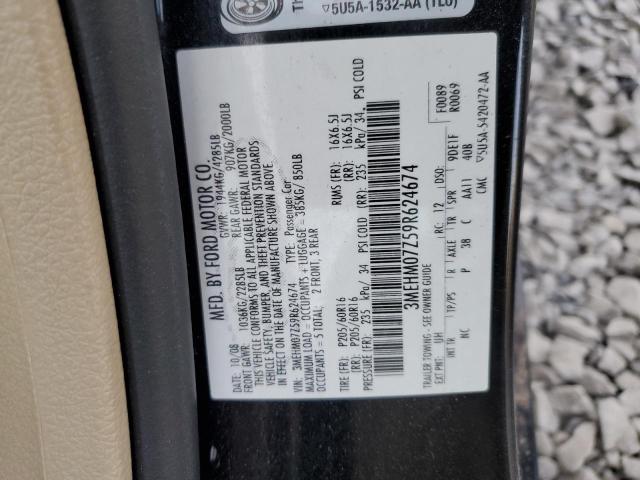 TH
▽5U5A-1532-AA (TLU)
MFD. BY FORD MOTOR CO.
DATE: 10/08 GVWR: 1944KG/4285LB
FRONT GAWR: 1036KG/2285LB REAR GAWR: 907KG/2000LB
THIS VEHICLE CONFORMS TO ALL APPLICABLE FEDERAL MOTOR
VEHICLE SAFETY, BUMPER, AND THEFT PREVENTION STANDARDS
IN EFFECT ON THE DATE OF MANUFACTURE SHOWN ABOVE.
VIN: 3MEHM07Z59R624674 TYPE: Passenger Car
MAXIMUM LOAD = OCCUPANTS + LUGGAGE = 385KG/ 850LB
OCCUPANTS = 5 TOTAL: 2 FRONT, 3 REAR
TIRE (FR): P205/60R16 RIMS (FR): 16X6.5J
(RR): P205/60R16 (RR): 16X6.5J
PRESSURE (FR): 235 kPa/ 34 PSI COLD (RR): 235 kPa/ 34 PSI COLD
3MEHM07Z59R624674
F0089
R0069
TRAILER TOWING - SEE OWNER GUIDE
EXT PNT: UH RC: 12 DSO:
INT TR TP/PS R AXLE TR SPR 9DE1F
NC P 3B C AA11 40B
CMC ▽5U5A-5420472-AA